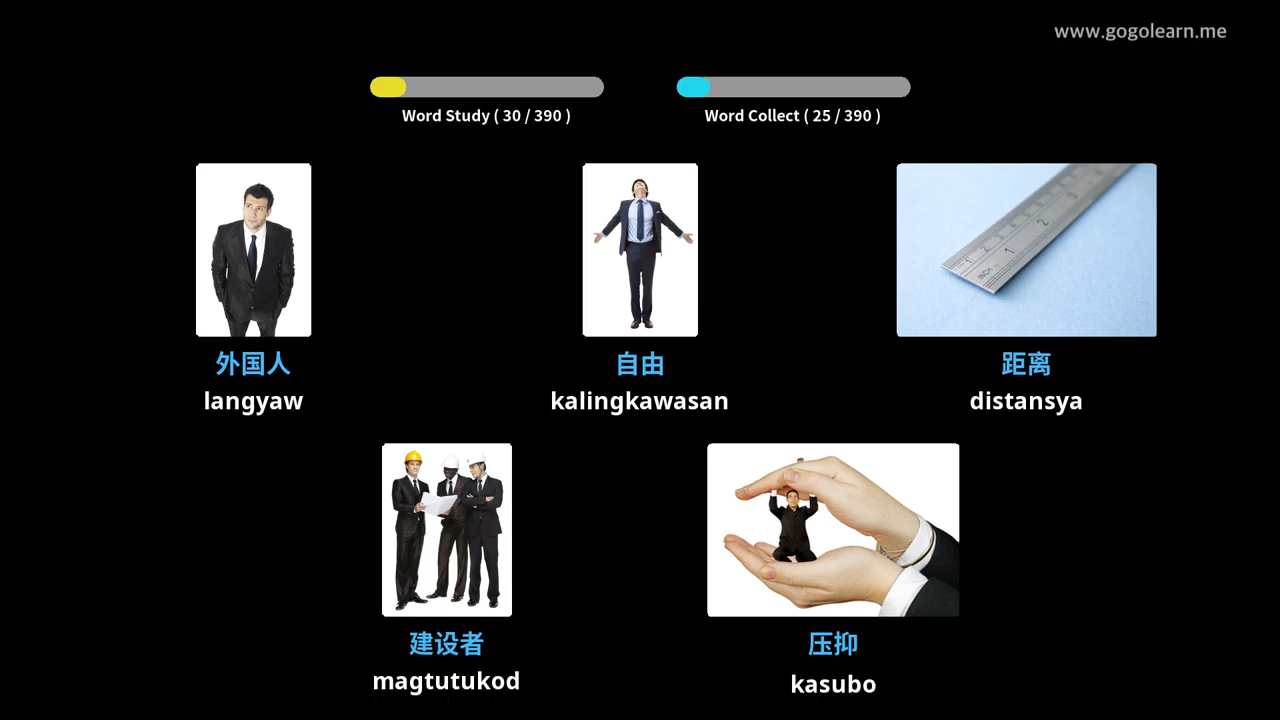 www.gogolearn.me
Word Study ( 30 / 390 )
Word Collect ( 25 / 390 )
外国人
langyaw
自由
kalingkawasan
距离
distansya
建设者
magtutukod
压抑
kasubo